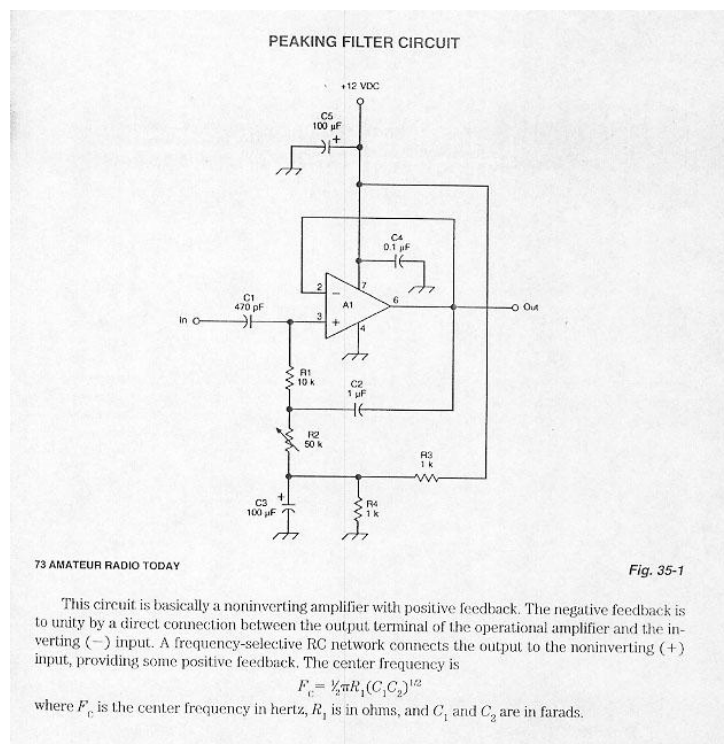 PEAKING FILTER CIRCUIT
+12 VDC
C5
100 µF
+
C4
0.1 µF
2
−
7
A1
6
C1
470 pF
In
3
+
4
Out
R1
10 k
C2
1 µF
R2
50 k
R3
1 k
C3
100 µF
+
R4
1 k
73 AMATEUR RADIO TODAY
Fig. 35-1
This circuit is basically a noninverting amplifier with positive feedback. The negative feedback is
to unity by a direct connection between the output terminal of the operational amplifier and the in-
verting (−) input. A frequency-selective RC network connects the output to the noninverting (+)
input, providing some positive feedback. The center frequency is
F_c = ½πR₁(C₁C₂)^1/2
where F_c is the center frequency in hertz, R₁ is in ohms, and C₁ and C₂ are in farads.